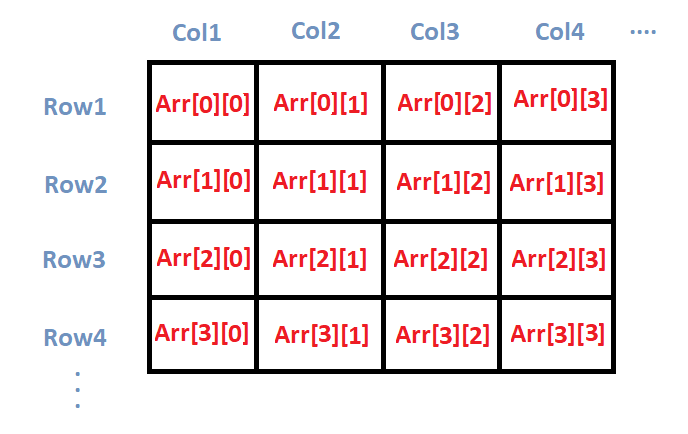 Col1 Col2 Col3 Col4 ....
Row1 Arr[0][0] Arr[0][1] Arr[0][2] Arr[0][3]
Row2 Arr[1][0] Arr[1][1] Arr[1][2] Arr[1][3]
Row3 Arr[2][0] Arr[2][1] Arr[2][2] Arr[2][3]
Row4 Arr[3][0] Arr[3][1] Arr[3][2] Arr[3][3]